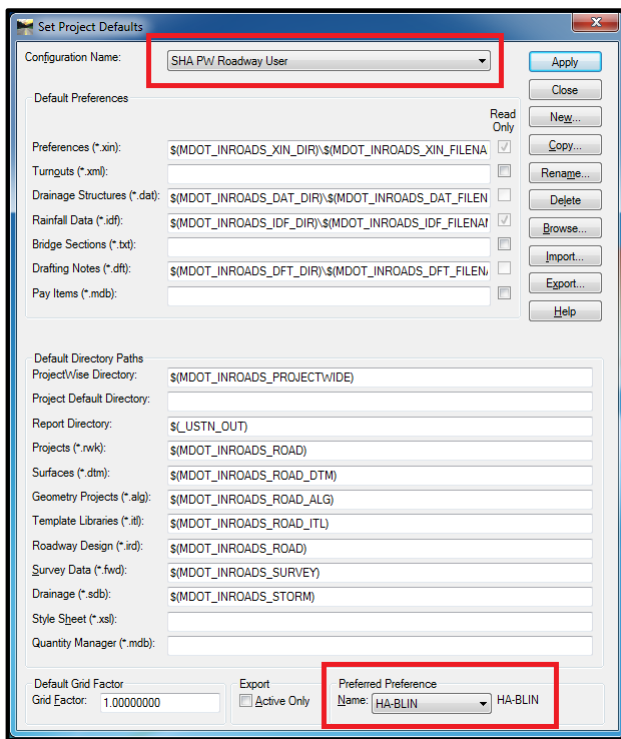 Set Project Defaults
Configuration Name: SHA PW Roadway User
Apply
Close
New...
Copy...
Rename...
Delete
Browse...
Import...
Export...
Help
Default Preferences
Read Only
Preferences (*.xin): $(MDOT_INROADS_XIN_DIR)\$(MDOT_INROADS_XIN_FILENA
Turnouts (*.xml):
Drainage Structures (*.dat): $(MDOT_INROADS_DAT_DIR)\$(MDOT_INROADS_DAT_FILEN
Rainfall Data (*.idf): $(MDOT_INROADS_IDF_DIR)\$(MDOT_INROADS_IDF_FILENAM
Bridge Sections (*.txt):
Drafting Notes (*.dft): $(MDOT_INROADS_DFT_DIR)\$(MDOT_INROADS_DFT_FILEN
Pay Items (*.mdb):
Default Directory Paths
ProjectWise Directory: $(MDOT_INROADS_PROJECTWIDE)
Project Default Directory:
Report Directory: $(_USTN_OUT)
Projects (*.rwk): $(MDOT_INROADS_ROAD)
Surfaces (*.dtm): $(MDOT_INROADS_ROAD_DTM)
Geometry Projects (*.alg): $(MDOT_INROADS_ROAD_ALG)
Template Libraries (*.itl): $(MDOT_INROADS_ROAD_ITL)
Roadway Design (*.ird): $(MDOT_INROADS_ROAD)
Survey Data (*.fwd): $(MDOT_INROADS_SURVEY)
Drainage (*.sdb): $(MDOT_INROADS_STORM)
Style Sheet (*.xsl):
Quantity Manager (*.mdb):
Default Grid Factor
Grid Factor: 1.00000000
Export
Active Only
Preferred Preference
Name: HA-BLIN HA-BLIN